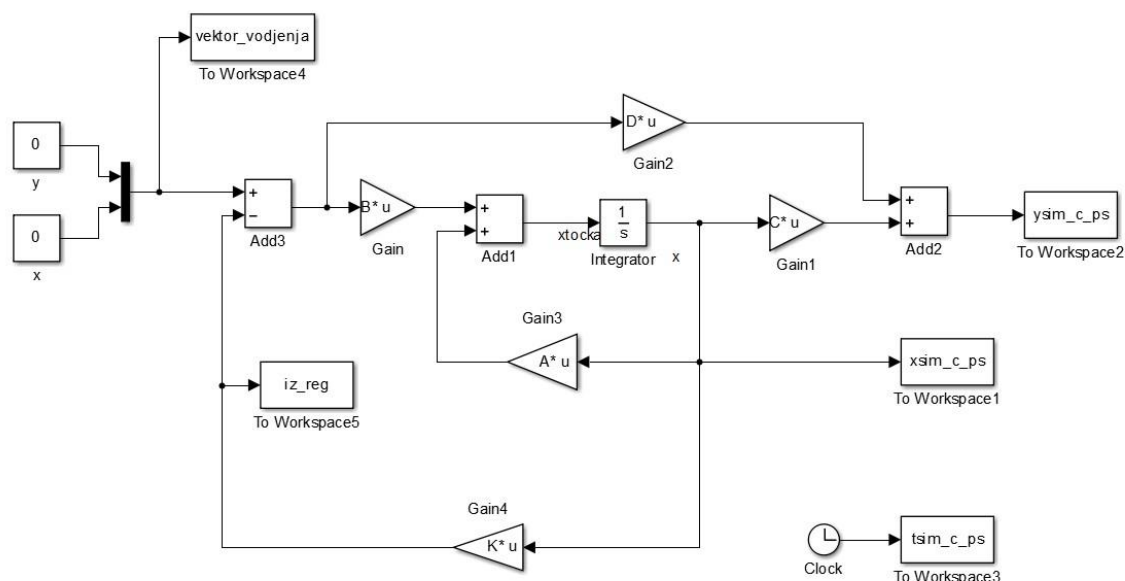 vektor_vodjenja
To Workspace4
0
y
0
x
+
−
Add3
B* u
Gain
D* u
Gain2
+
+
Add1
xtocka
1
s
Integrator
x
C* u
Gain1
+
+
Add2
ysim_c_ps
To Workspace2
Gain3
A* u
xsim_c_ps
To Workspace1
iz_reg
To Workspace5
Gain4
K* u
Clock
tsim_c_ps
To Workspace3